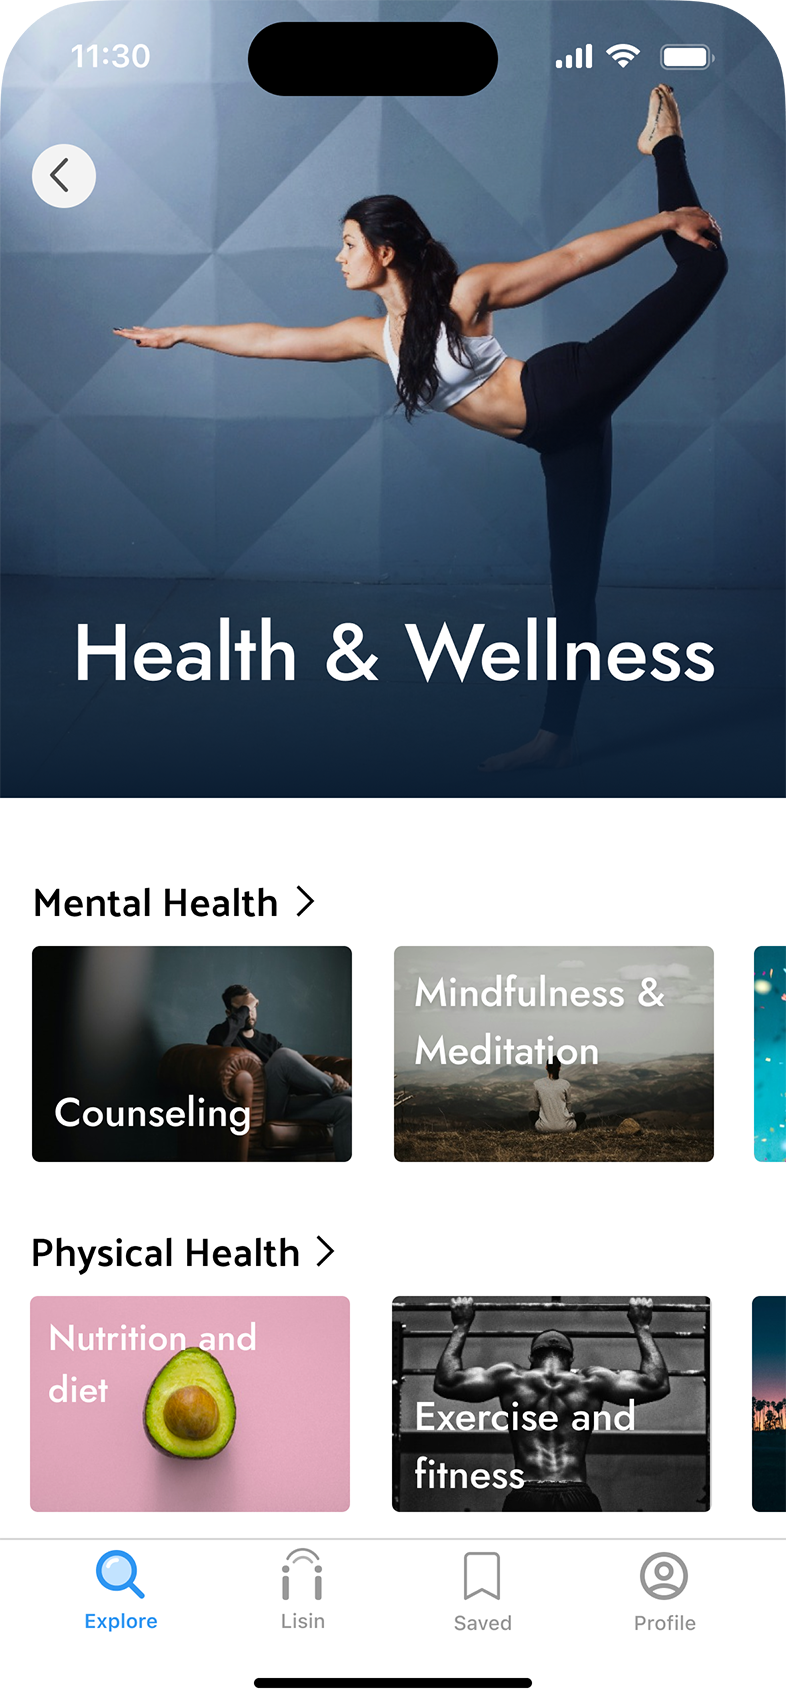 11:30
Health & Wellness
Mental Health
Counseling
Mindfulness &
Meditation
Physical Health
Nutrition and
diet
Exercise and
fitness
Explore
Lisin
Saved
Profile